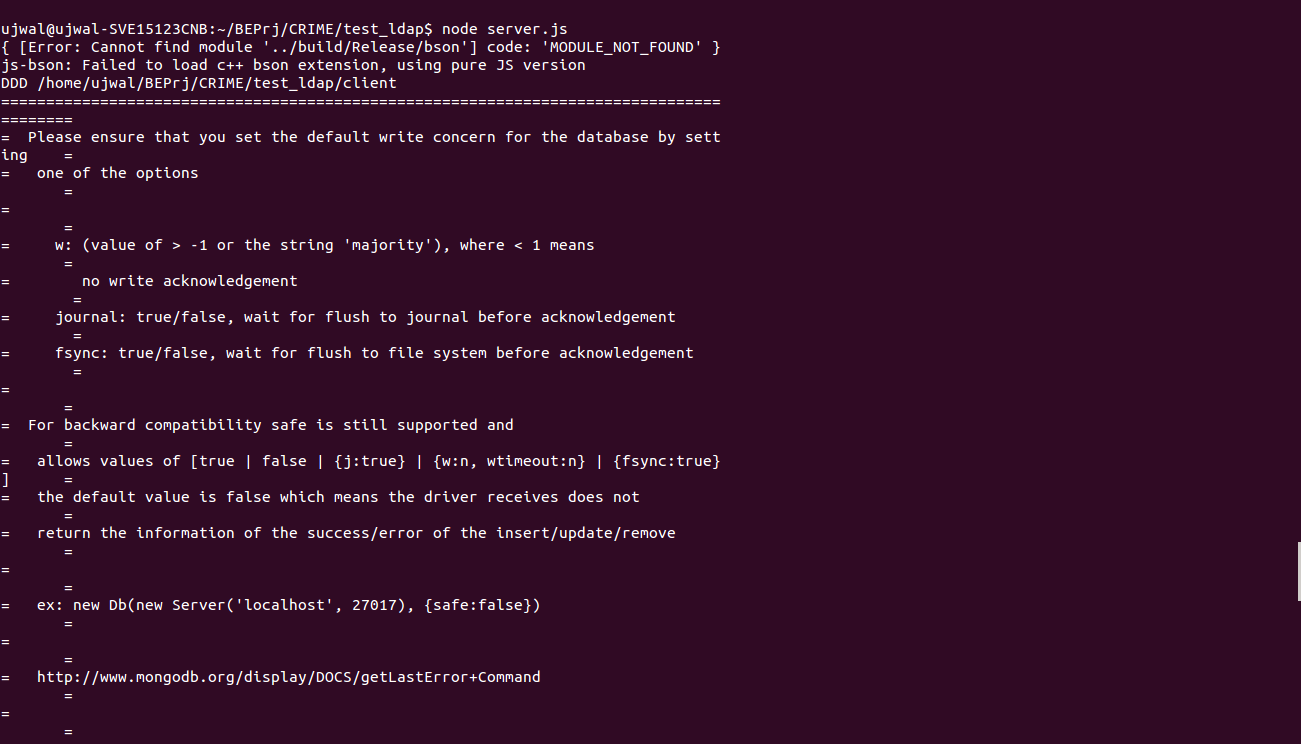 ujwal@ujwal-SVE15123CNB:~/BEPrj/CRIME/test_ldap$ node server.js
{ [Error: Cannot find module '../build/Release/bson'] code: 'MODULE_NOT_FOUND' }
js-bson: Failed to load c++ bson extension, using pure JS version
DDD /home/ujwal/BEPrj/CRIME/test_ldap/client
================================================================================
========
=  Please ensure that you set the default write concern for the database by sett
ing    =
=   one of the options
       =
=
       =
=     w: (value of > -1 or the string 'majority'), where < 1 means
       =
=        no write acknowledgement
        =
=     journal: true/false, wait for flush to journal before acknowledgement
        =
=     fsync: true/false, wait for flush to file system before acknowledgement
        =
=
       =
=  For backward compatibility safe is still supported and
       =
=   allows values of [true | false | {j:true} | {w:n, wtimeout:n} | {fsync:true}
]      =
=   the default value is false which means the driver receives does not
       =
=   return the information of the success/error of the insert/update/remove
       =
=
       =
=   ex: new Db(new Server('localhost', 27017), {safe:false})
       =
=
       =
=   http://www.mongodb.org/display/DOCS/getLastError+Command
       =
=
       =